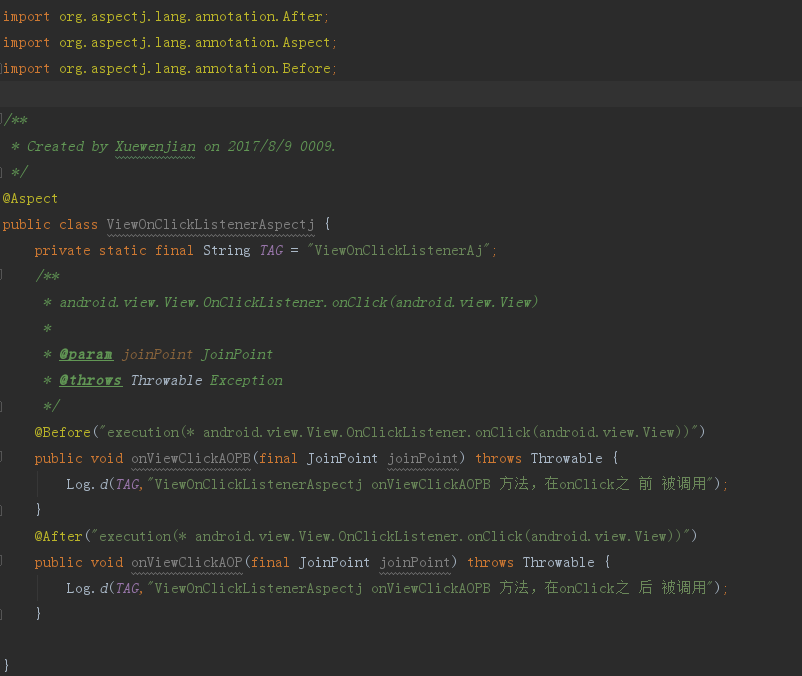 import org.aspectj.lang.annotation.After;
import org.aspectj.lang.annotation.Aspect;
import org.aspectj.lang.annotation.Before;
/**
 * Created by Xuewenjian on 2017/8/9 0009.
 */
@Aspect
public class ViewOnClickListenerAspectj {
    private static final String TAG = "ViewOnClickListenerAj";
    /**
     * android.view.View.OnClickListener.onClick(android.view.View)
     *
     * @param joinPoint JoinPoint
     * @throws Throwable Exception
     */
    @Before("execution(* android.view.View.OnClickListener.onClick(android.view.View))")
    public void onViewClickAOPB(final JoinPoint joinPoint) throws Throwable {
        Log.d(TAG,"ViewOnClickListenerAspectj onViewClickAOPB 方法，在onClick之 前 被调用");
    }
    @After("execution(* android.view.View.OnClickListener.onClick(android.view.View))")
    public void onViewClickAOP(final JoinPoint joinPoint) throws Throwable {
        Log.d(TAG,"ViewOnClickListenerAspectj onViewClickAOPB 方法，在onClick之 后 被调用");
    }
}